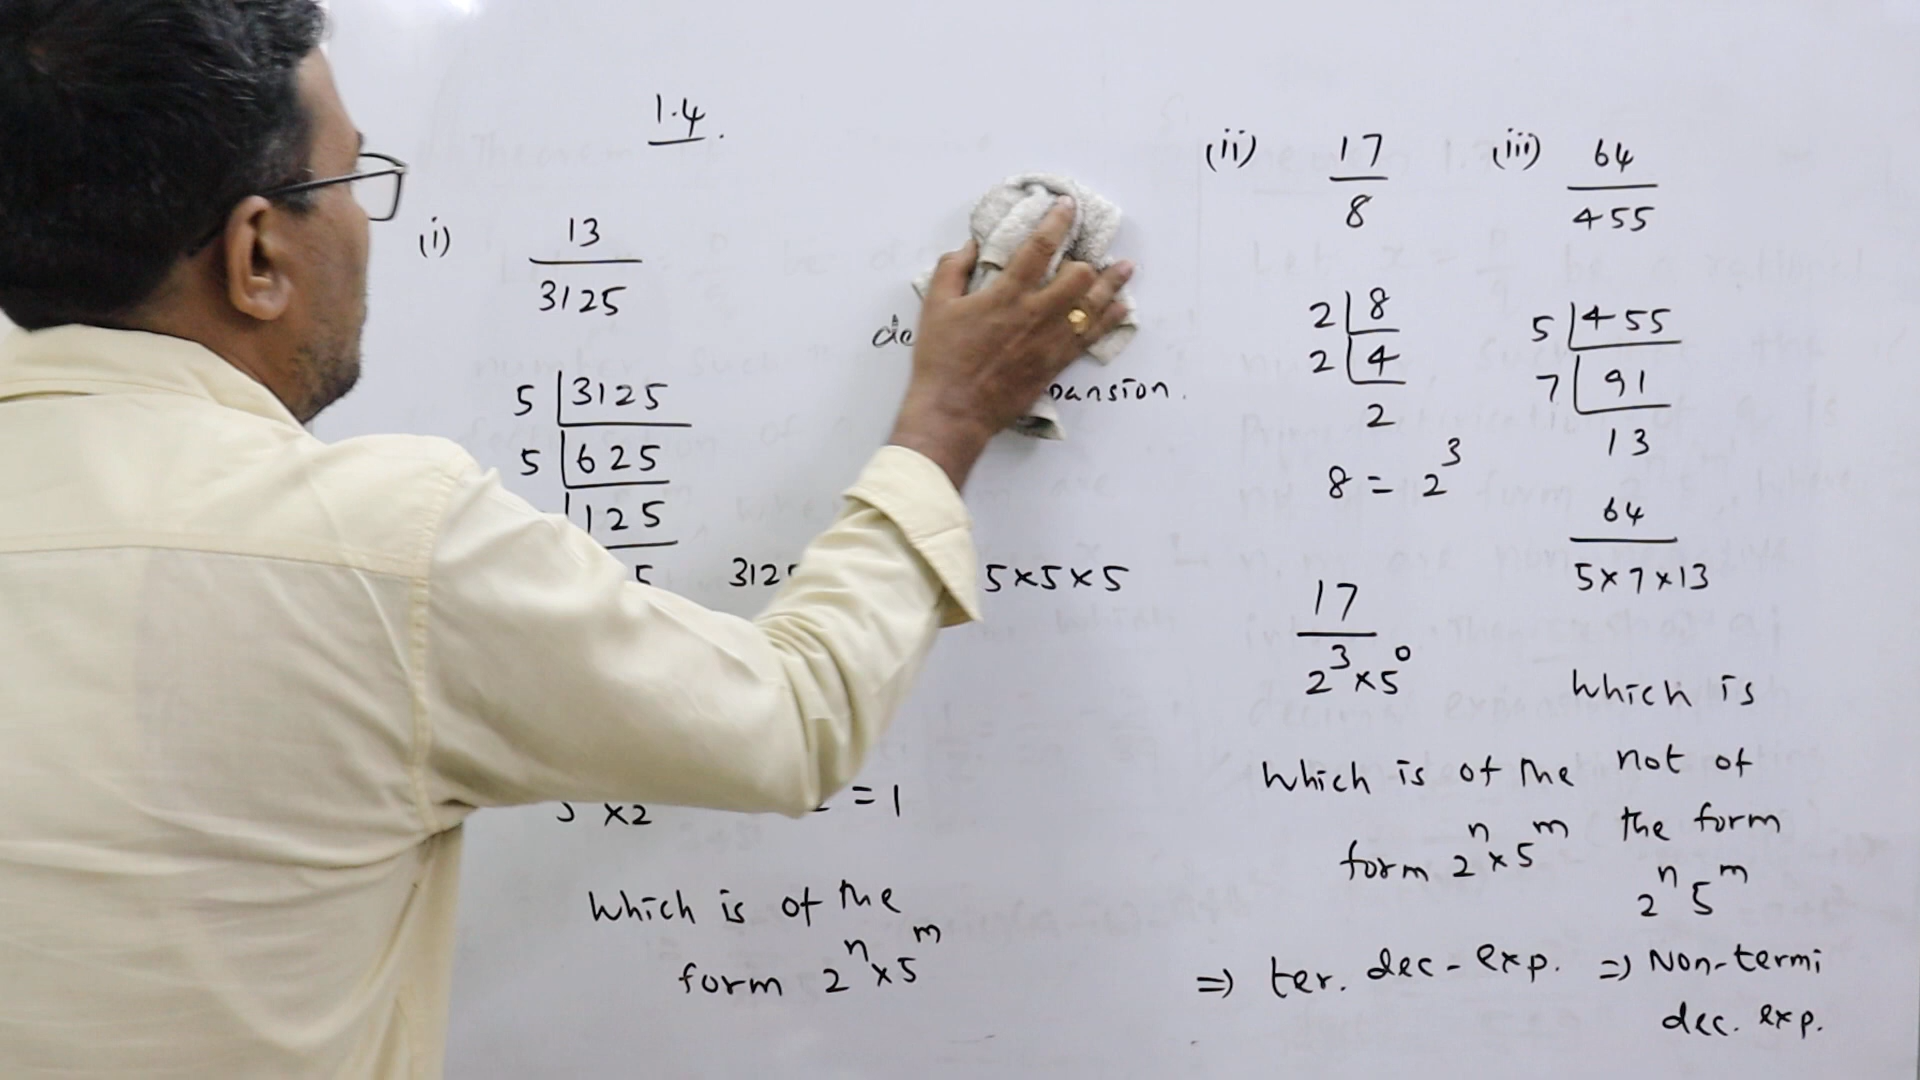 1.4.
(i) 13
3125
5 3125
5 625
125
5
5×5×5
×2
= 1
Which is of the
form 2ⁿ×5ᵐ
pansion.
(ii) 17
8
2 8
2 4
2
8 = 2³
17
2³×5⁰
Which is of the
form 2ⁿ×5ᵐ
=) ter. dec-exp.
(iii) 64
455
5 455
7 91
13
64
5×7×13
Which is
not of
the form
2ⁿ5ᵐ
=) Non-termi
dec. exp.